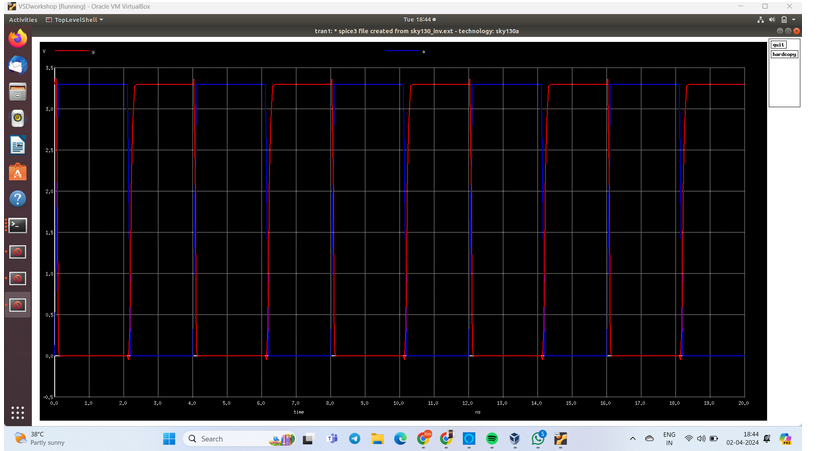 VSDworkshop [Running] - Oracle VM VirtualBox
Activities TopLevelShell Tue 18:44
tran1: * spice3 file created from sky130_inv.ext - technology: sky130a
V y a
quit
hardcopy
3.5
3.0
2.5
2.0
1.5
1.0
0.5
0.0
-0.5
0.0 1.0 2.0 3.0 4.0 5.0 6.0 7.0 8.0 9.0 10.0 11.0 12.0 13.0 14.0 15.0 16.0 17.0 18.0 19.0 20.0
time ns
38°C
Partly sunny
Search
ENG
IN
18:44
02-04-2024